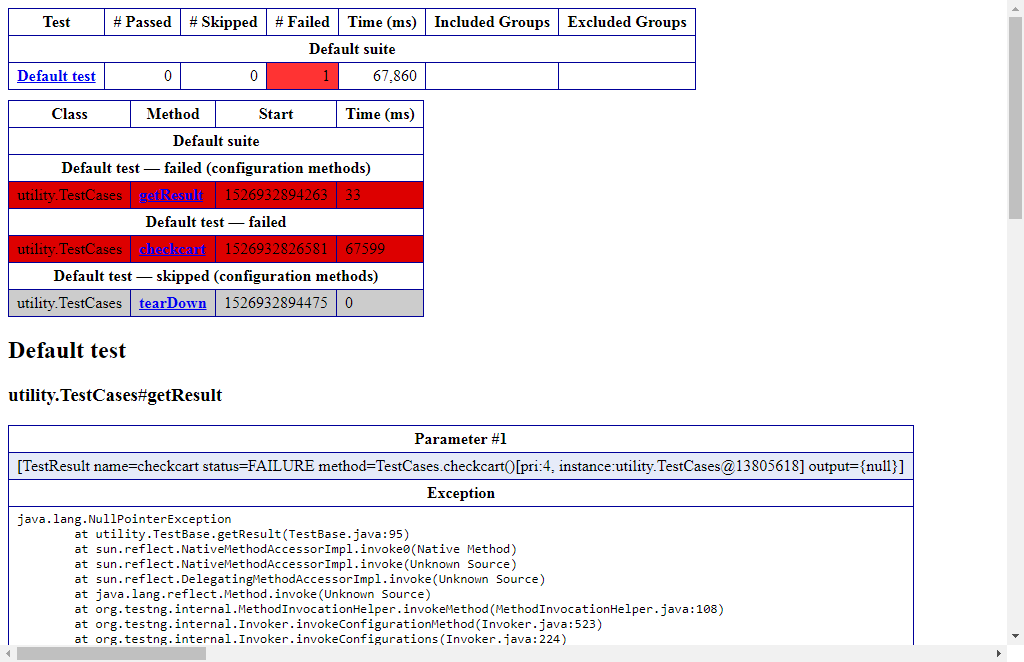 Test # Passed # Skipped # Failed Time (ms) Included Groups Excluded Groups
Default suite
Default test 0 0 1 67,860
Class Method Start Time (ms)
Default suite
Default test — failed (configuration methods)
utility.TestCases getResult 1526932894263 33
Default test — failed
utility.TestCases checkcart 1526932826581 67599
Default test — skipped (configuration methods)
utility.TestCases tearDown 1526932894475 0
Default test
utility.TestCases#getResult
Parameter #1
[TestResult name=checkcart status=FAILURE method=TestCases.checkcart()[pri:4, instance:utility.TestCases@13805618] output={null}]
Exception
java.lang.NullPointerException
at utility.TestBase.getResult(TestBase.java:95)
at sun.reflect.NativeMethodAccessorImpl.invoke0(Native Method)
at sun.reflect.NativeMethodAccessorImpl.invoke(Unknown Source)
at sun.reflect.DelegatingMethodAccessorImpl.invoke(Unknown Source)
at java.lang.reflect.Method.invoke(Unknown Source)
at org.testng.internal.MethodInvocationHelper.invokeMethod(MethodInvocationHelper.java:108)
at org.testng.internal.Invoker.invokeConfigurationMethod(Invoker.java:523)
at org.testng.internal.Invoker.invokeConfigurations(Invoker.java:224)